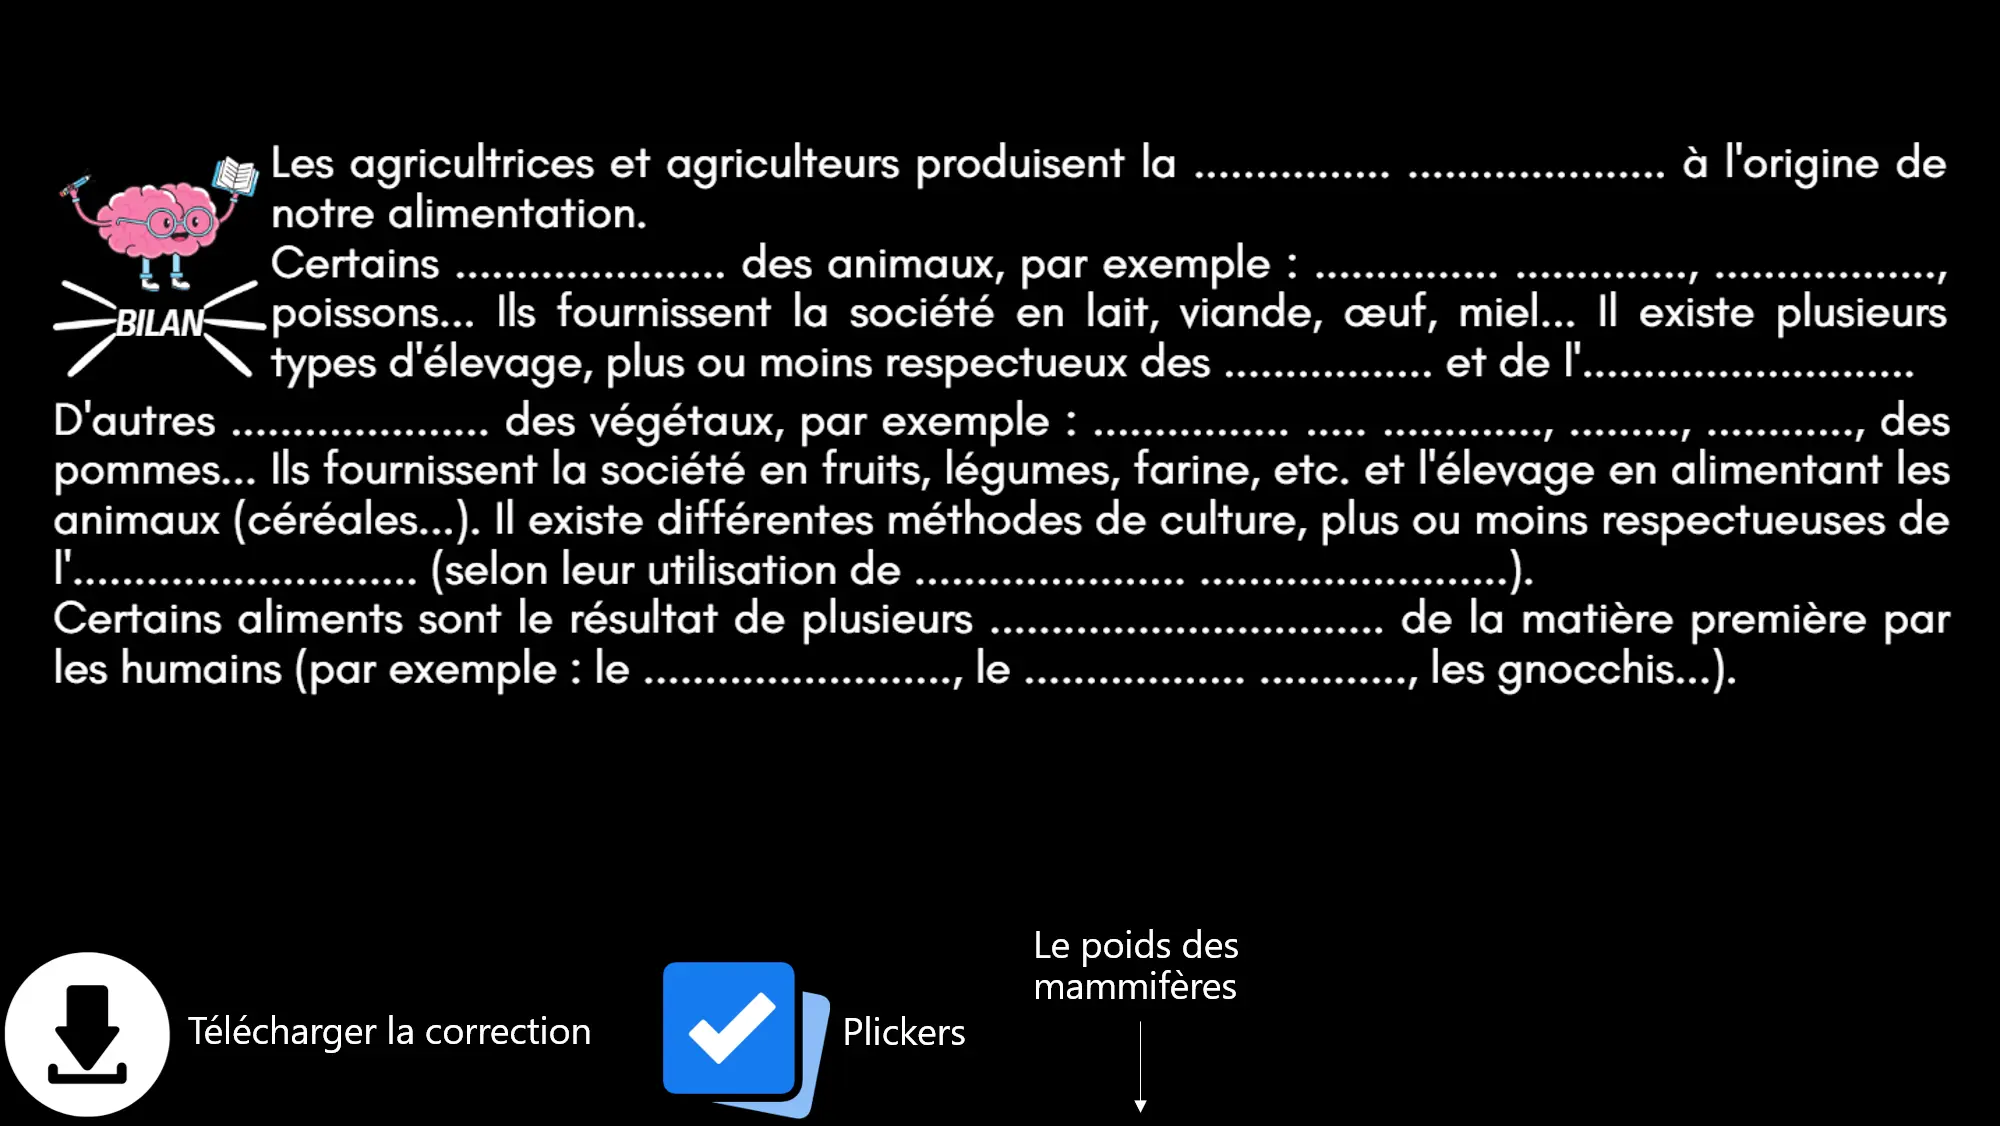 Les agricultrices et agriculteurs produisent la ................ ..................... à l'origine de
notre alimentation.
Certains ...................... des animaux, par exemple : ............... .............., ..................,
poissons... Ils fournissent la société en lait, viande, œuf, miel... Il existe plusieurs
types d'élevage, plus ou moins respectueux des ................. et de l'...........................
BILAN
D'autres ..................... des végétaux, par exemple : ................ ..... ............., ........., ............, des
pommes... Ils fournissent la société en fruits, légumes, farine, etc. et l'élevage en alimentant les
animaux (céréales...). Il existe différentes méthodes de culture, plus ou moins respectueuses de
l'............................ (selon leur utilisation de ...................... .........................).
Certains aliments sont le résultat de plusieurs ................................ de la matière première par
les humains (par exemple : le ........................., le .................. ............, les gnocchis...).
Le poids des
mammifères
Télécharger la correction
Plickers